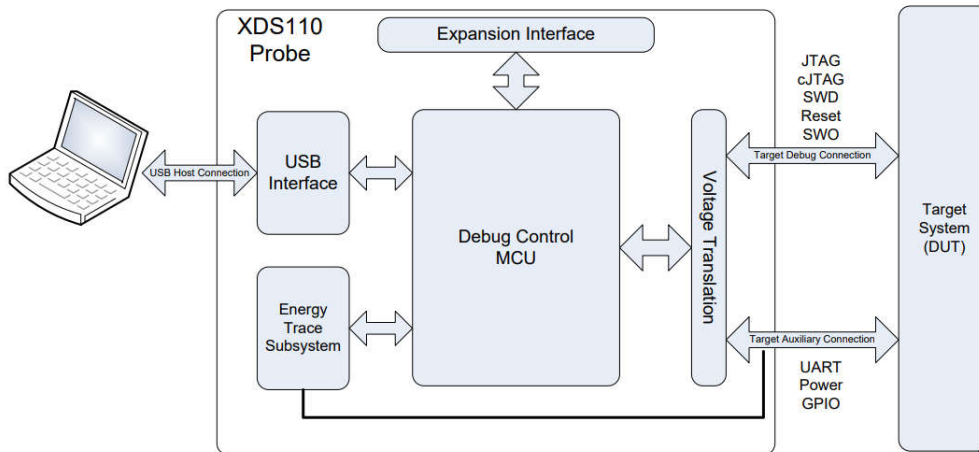 XDS110
Probe
Expansion Interface
USB Host Connection
USB
Interface
Debug Control
MCU
Energy
Trace
Subsystem
Voltage Translation
JTAG
cJTAG
SWD
Reset
SWO
Target Debug Connection
Target
System
(DUT)
Target Auxiliary Connection
UART
Power
GPIO